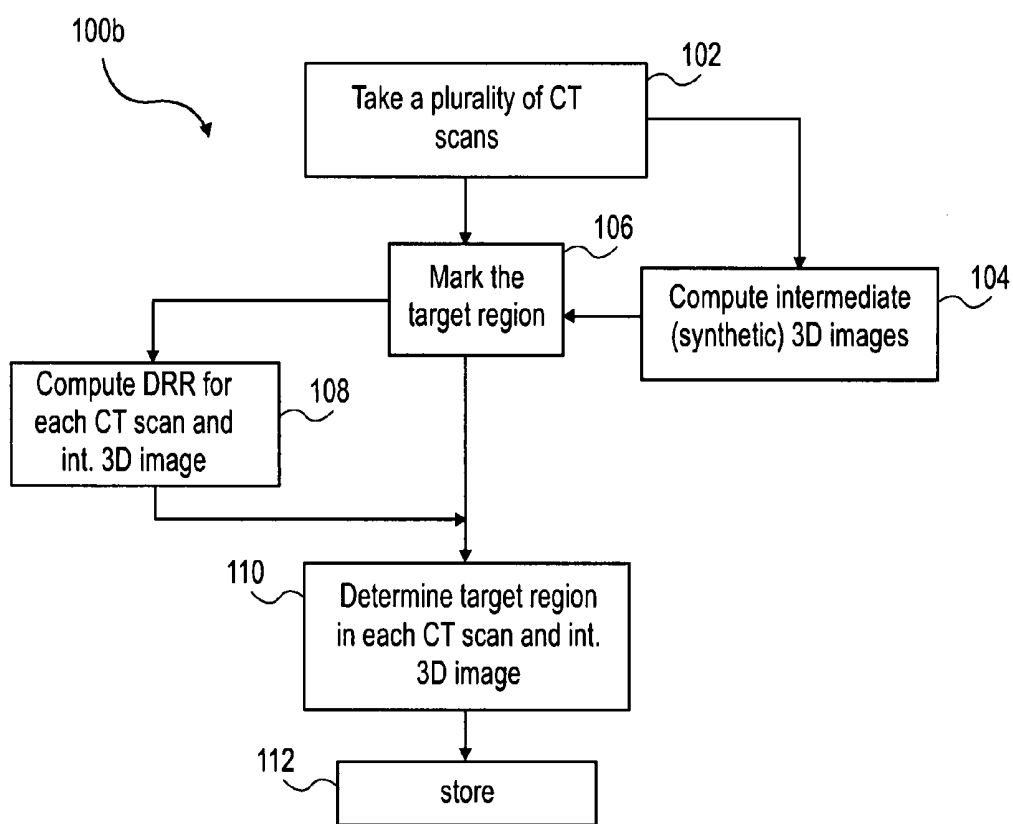 100b
102
Take a plurality of CT
scans
106
Mark the
target region
104
Compute intermediate
(synthetic) 3D images
108
Compute DRR for
each CT scan and
int. 3D image
110
Determine target region
in each CT scan and int.
3D image
112
store